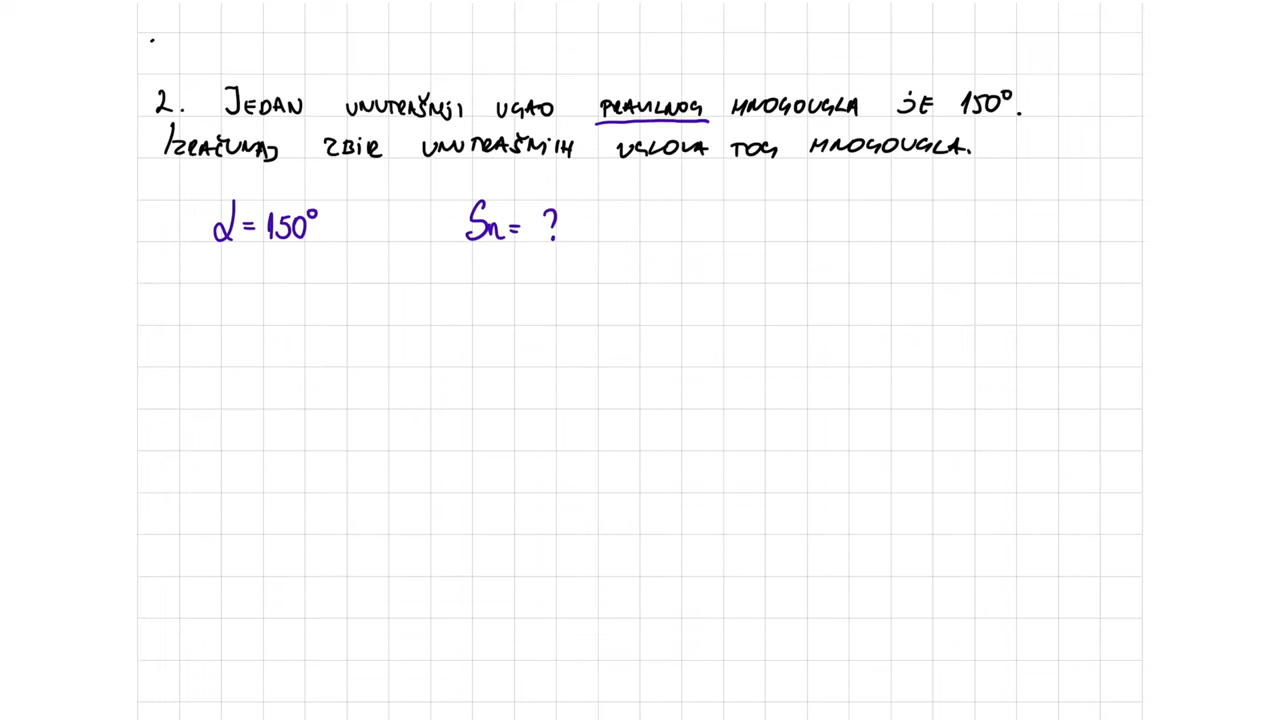 2. JEDAN UNUTRAŠNJI UGAO PRAVILNOG MNOGOUGLA JE 150°.
IZRAČUNAJ ZBIR UNUTRAŠNJIH UGLOVA TOG MNOGOUGLA.
α = 150° Sn = ?